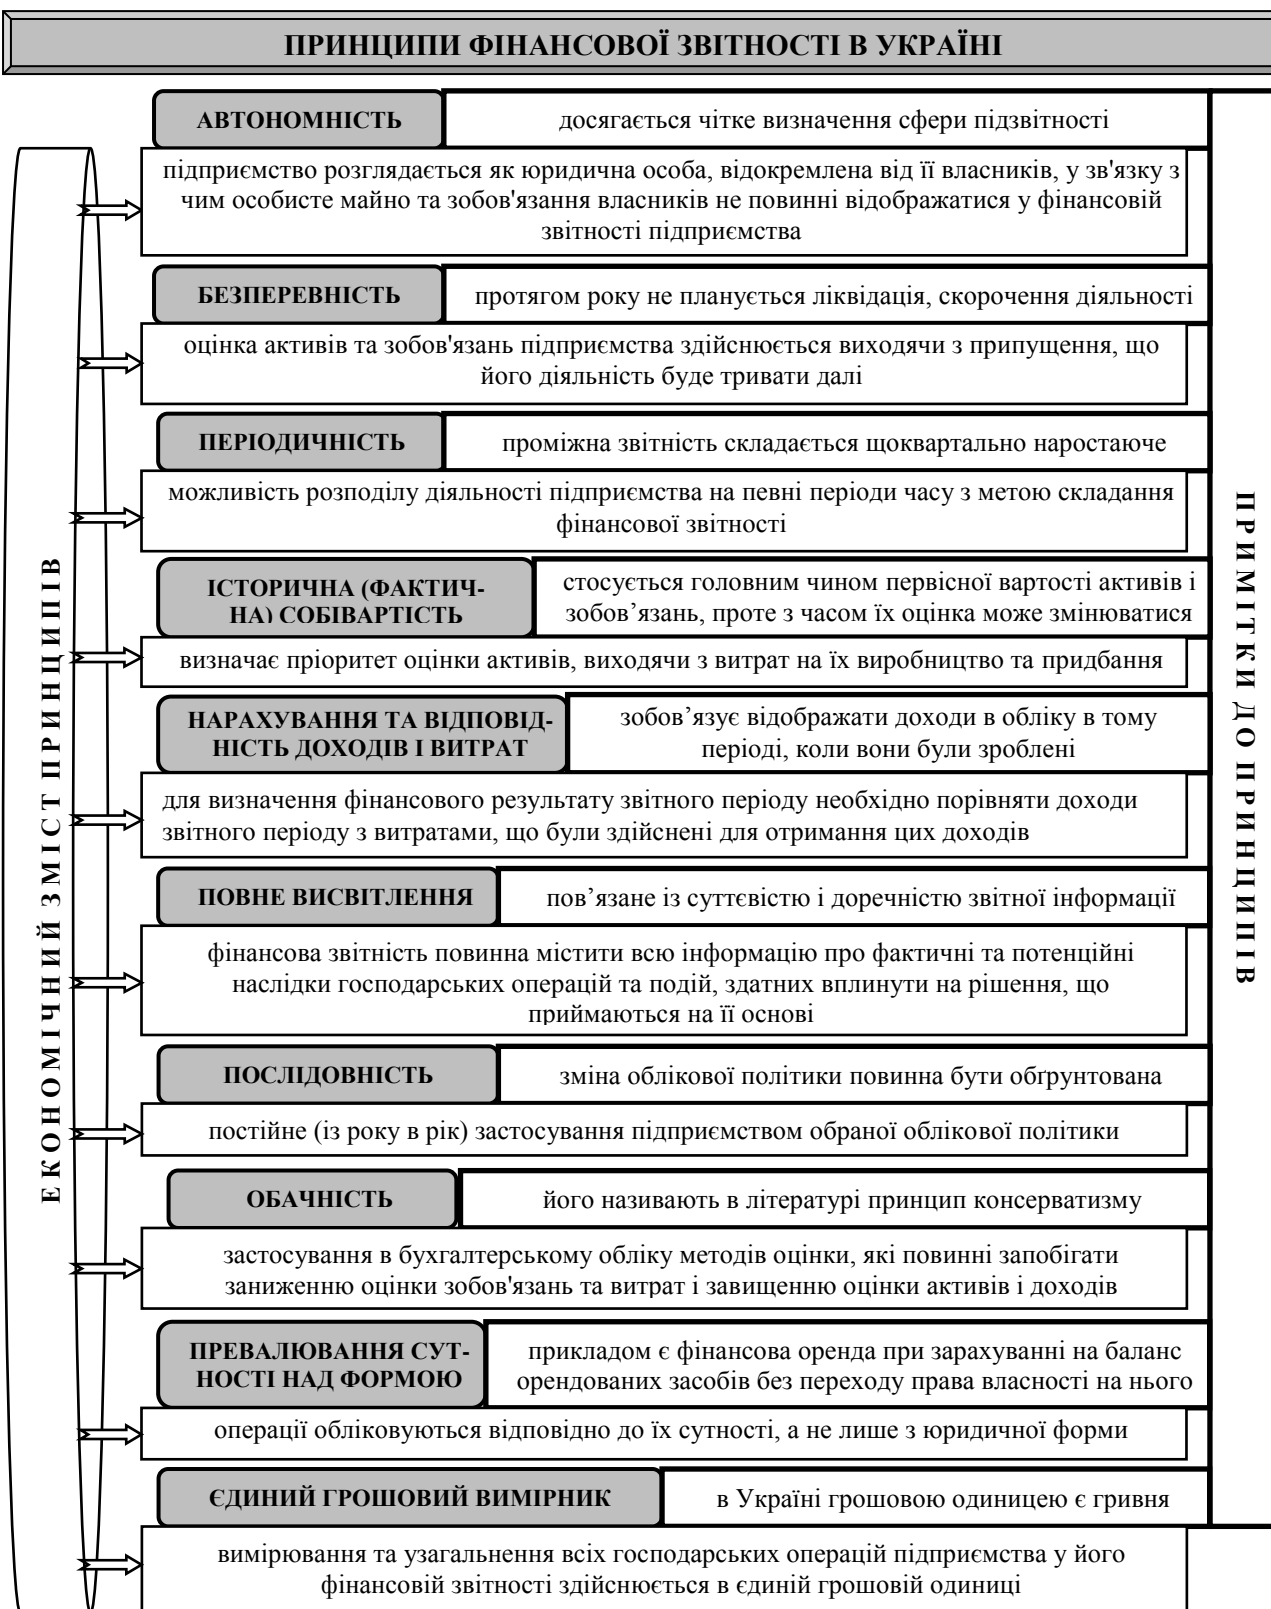 ПРИНЦИПИ ФІНАНСОВОЇ ЗВІТНОСТІ В УКРАЇНІ
АВТОНОМНІСТЬ
досягається чітке визначення сфери підзвітності
підприємство розглядається як юридична особа, відокремлена від її власників, у зв'язку з
чим особисте майно та зобов'язання власників не повинні відображатися у фінансовій
звітності підприємства
БЕЗПЕРЕВНІСТЬ
протягом року не планується ліквідація, скорочення діяльності
оцінка активів та зобов'язань підприємства здійснюється виходячи з припущення, що
його діяльність буде тривати далі
ПЕРІОДИЧНІСТЬ
проміжна звітність складається щоквартально наростаюче
можливість розподілу діяльності підприємства на певні періоди часу з метою складання
фінансової звітності
ІСТОРИЧНА (ФАКТИЧ-
НА) СОБІВАРТІСТЬ
стосується головним чином первісної вартості активів і
зобов’язань, проте з часом їх оцінка може змінюватися
визначає пріоритет оцінки активів, виходячи з витрат на їх виробництво та придбання
НАРАХУВАННЯ ТА ВІДПОВІД-
НІСТЬ ДОХОДІВ І ВИТРАТ
зобов’язує відображати доходи в обліку в тому
періоді, коли вони були зроблені
для визначення фінансового результату звітного періоду необхідно порівняти доходи
звітного періоду з витратами, що були здійснені для отримання цих доходів
ПОВНЕ ВИСВІТЛЕННЯ
пов’язане із суттєвістю і доречністю звітної інформації
фінансова звітність повинна містити всю інформацію про фактичні та потенційні
наслідки господарських операцій та подій, здатних вплинути на рішення, що
приймаються на її основі
ПОСЛІДОВНІСТЬ
зміна облікової політики повинна бути обґрунтована
постійне (із року в рік) застосування підприємством обраної облікової політики
ОБАЧНІСТЬ
його називають в літературі принцип консерватизму
застосування в бухгалтерському обліку методів оцінки, які повинні запобігати
заниженню оцінки зобов'язань та витрат і завищенню оцінки активів і доходів
ПРЕВАЛЮВАННЯ СУТ-
НОСТІ НАД ФОРМОЮ
прикладом є фінансова оренда при зарахуванні на баланс
орендованих засобів без переходу права власності на нього
операції обліковуються відповідно до їх сутності, а не лише з юридичної форми
ЄДИНИЙ ГРОШОВИЙ ВИМІРНИК
в Україні грошовою одиницею є гривня
вимірювання та узагальнення всіх господарських операцій підприємства у його
фінансовій звітності здійснюється в єдиній грошовій одиниці
ЕКОНОМІЧНИЙ ЗМІСТ ПРИНЦИПІВ
ПРИМІТКИ ДО ПРИНЦИПІВ